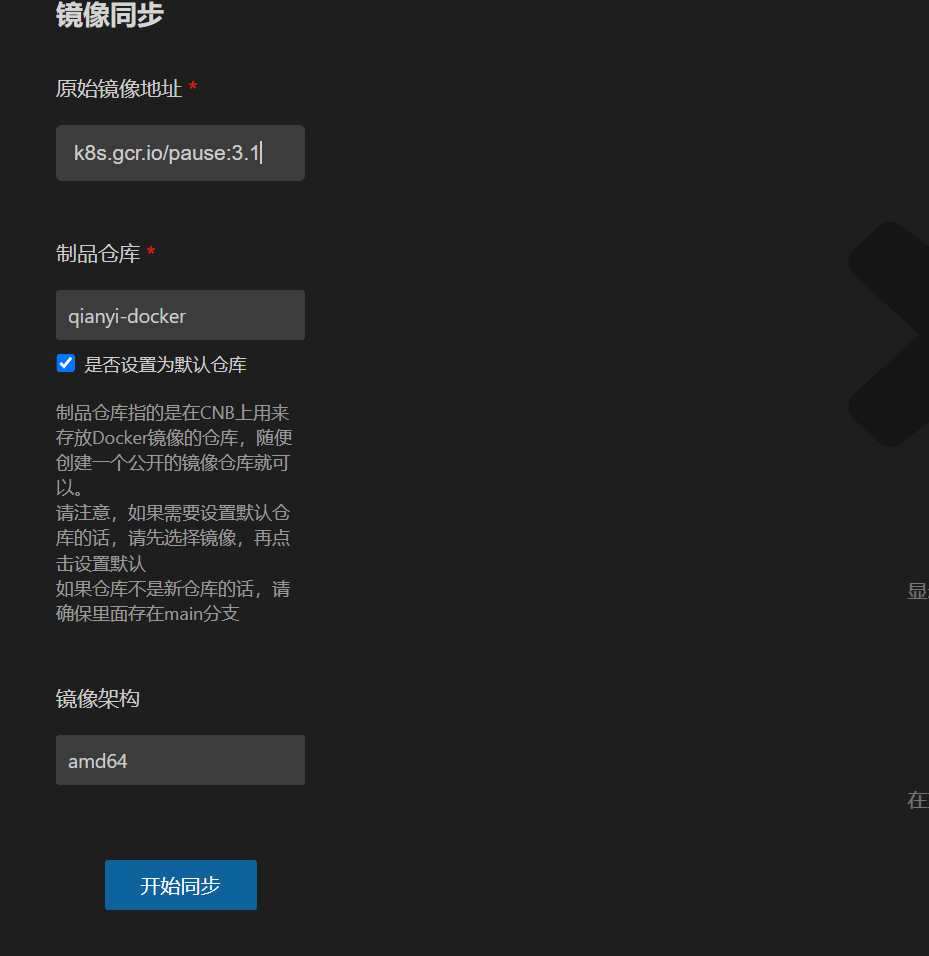 镜像同步
原始镜像地址 *
k8s.gcr.io/pause:3.1
制品仓库 *
qianyi-docker
是否设置为默认仓库
制品仓库指的是在CNB上用来
存放Docker镜像的仓库，随便
创建一个公开的镜像仓库就可
以。
请注意，如果需要设置默认仓
库的话，请先选择镜像，再点
击设置默认
如果仓库不是新仓库的话，请
确保里面存在main分支
显
镜像架构
amd64
在
开始同步